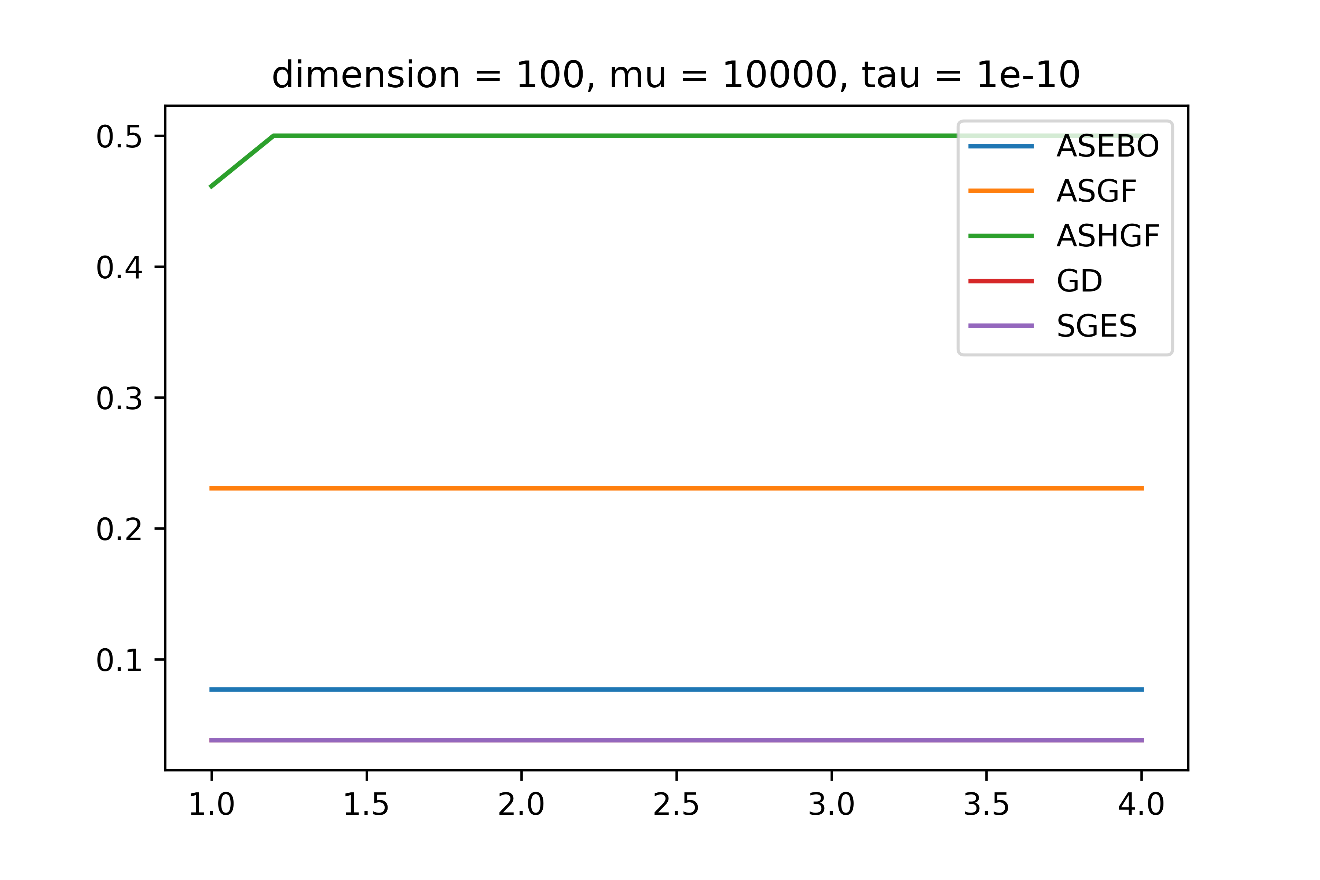 dimension = 100, mu = 10000, tau = 1e-10
0.5
0.4
0.3
0.2
0.1
ASEBO
ASGF
ASHGF
GD
SGES
1.0 1.5 2.0 2.5 3.0 3.5 4.0